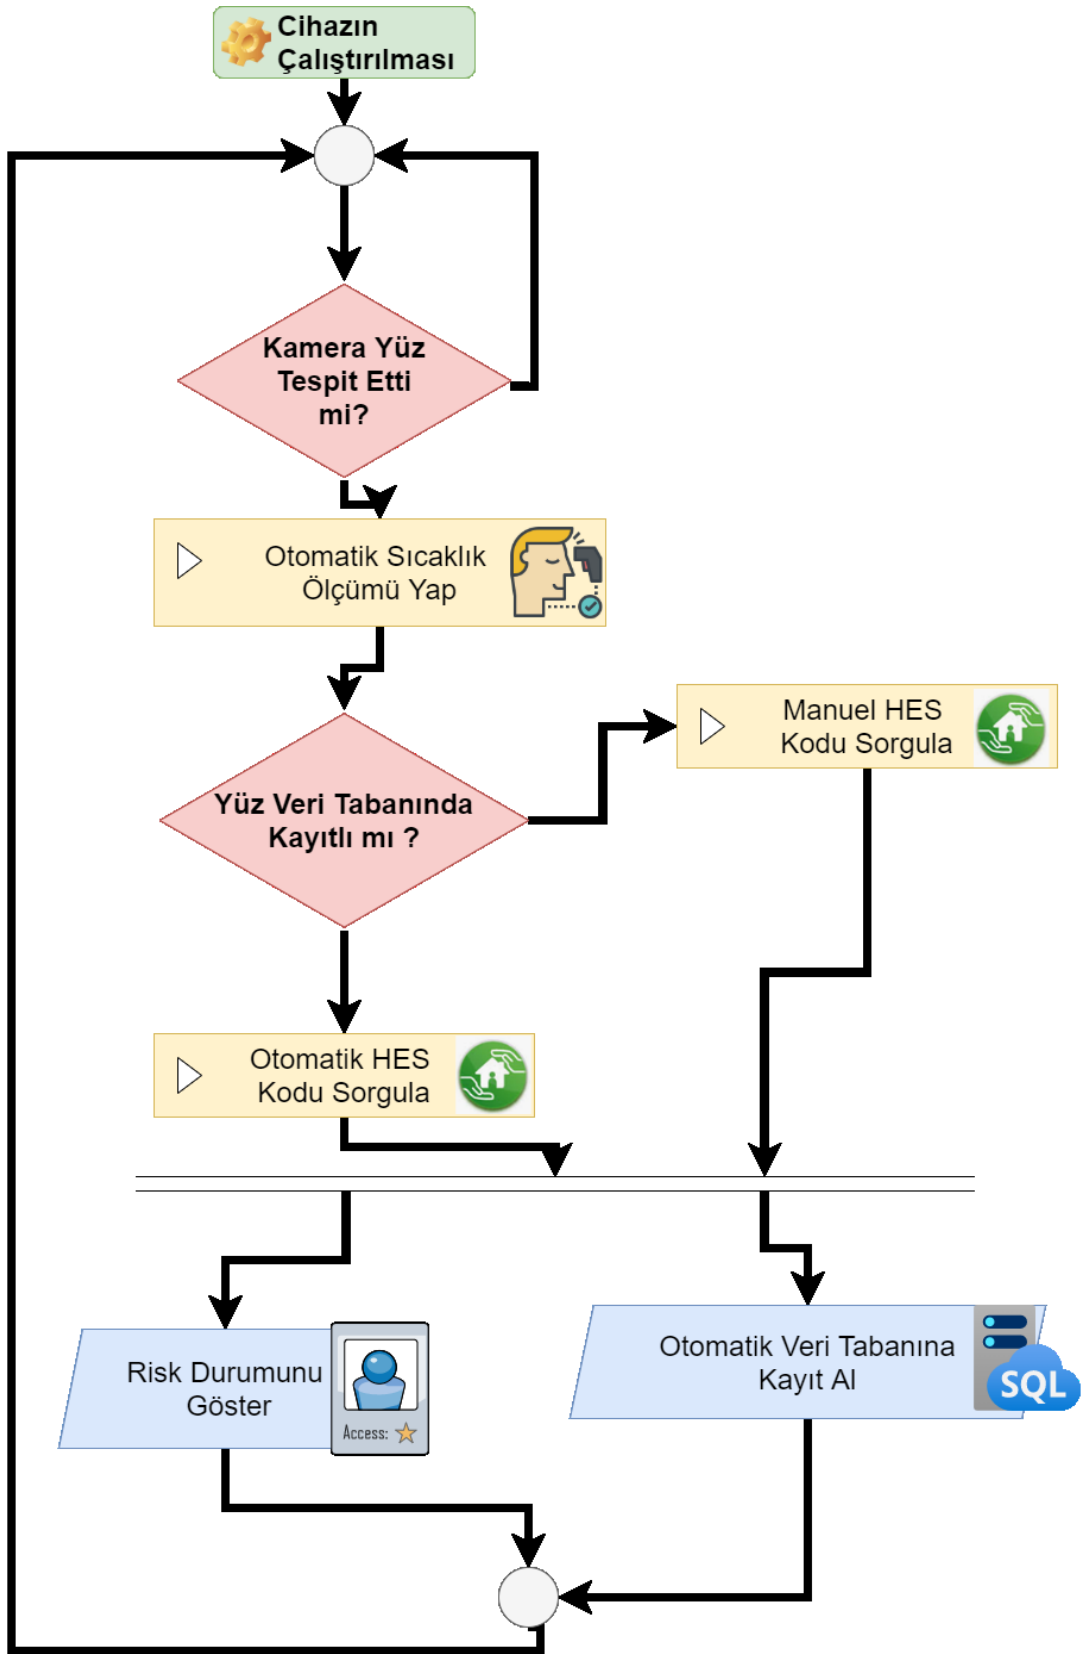 Cihazın
Çalıştırılması
Kamera Yüz
Tespit Etti
mi?
Otomatik Sıcaklık
Ölçümü Yap
Manuel HES
Kodu Sorgula
Yüz Veri Tabanında
Kayıtlı mı ?
Otomatik HES
Kodu Sorgula
Risk Durumunu
Göster
Access:
Otomatik Veri Tabanına
Kayıt Al
SQL